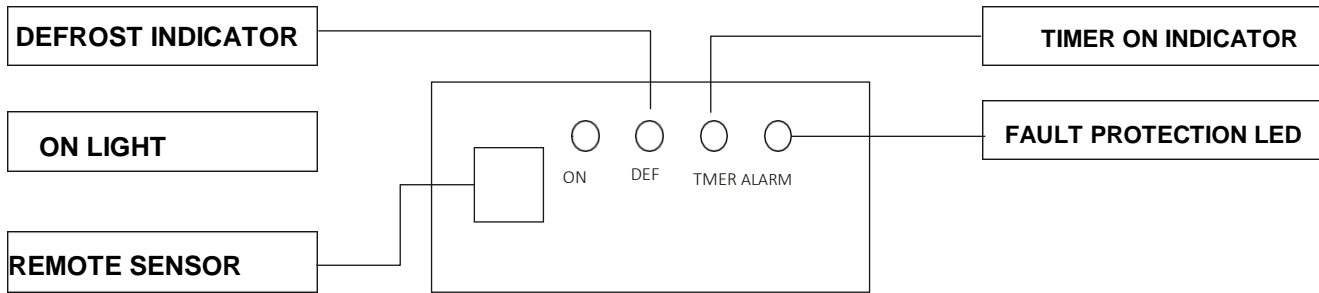 DEFROST INDICATOR
TIMER ON INDICATOR
ON LIGHT
FAULT PROTECTION LED
ON DEF TMER ALARM
REMOTE SENSOR